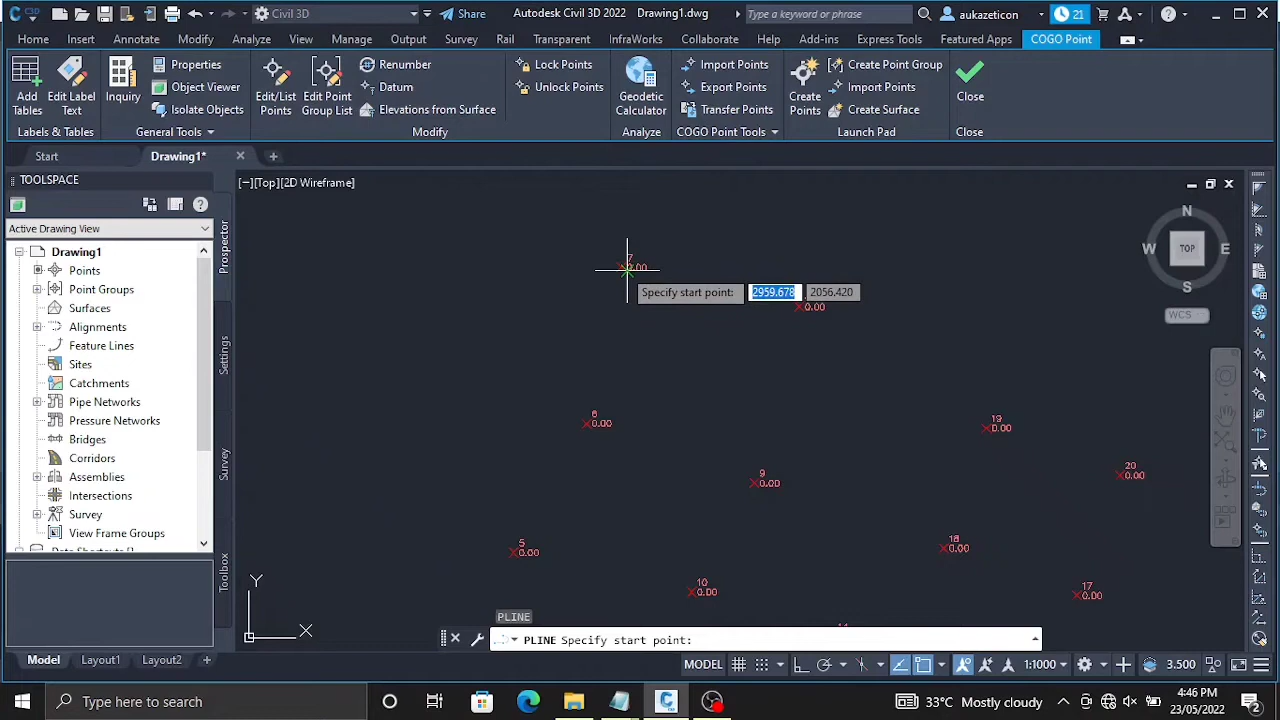 Civil 3D
Share
Autodesk Civil 3D 2022 Drawing1.dwg
Type a keyword or phrase
aukazeticon
21
Home Insert Annotate Modify Analyze View Manage Output Survey Rail Transparent InfraWorks Collaborate Help Add-ins Express Tools Featured Apps COGO Point
Add Tables
Edit Label Text
Labels & Tables
Inquiry
Properties
Object Viewer
Isolate Objects
General Tools
Edit/List Points
Edit Point Group List
Renumber
Datum
Elevations from Survey
Lock Points
Unlock Points
Modify
Geodetic Calculator
Analyze
Import Points
Export Points
Transfer Points
COGO Point Tools
Create Points
Create Point Group
Import Points
Create Surface
Launch Pad
Close
Close
Start
Drawing1*
TOOLSPACE
Active Drawing View
Drawing1
Points
Point Groups
Surfaces
Alignments
Feature Lines
Sites
Catchments
Pipe Networks
Pressure Networks
Bridges
Corridors
Assemblies
Intersections
Survey
View Frame Groups
Prospector
Settings
Survey
Toolbox
[−][Top][2D Wireframe]
N
W TOP E
S
WCS
7
0.00
Specify start point: 2959.678 2056.420
0.00
6
0.00
19
0.00
9
0.00
20
0.00
5
0.00
18
0.00
10
0.00
17
0.00
Y
X
PLINE
PLINE Specify start point:
Model Layout1 Layout2
MODEL
1:1000
3.500
Type here to search
33°C Mostly cloudy
4:46 PM
23/05/2022
2